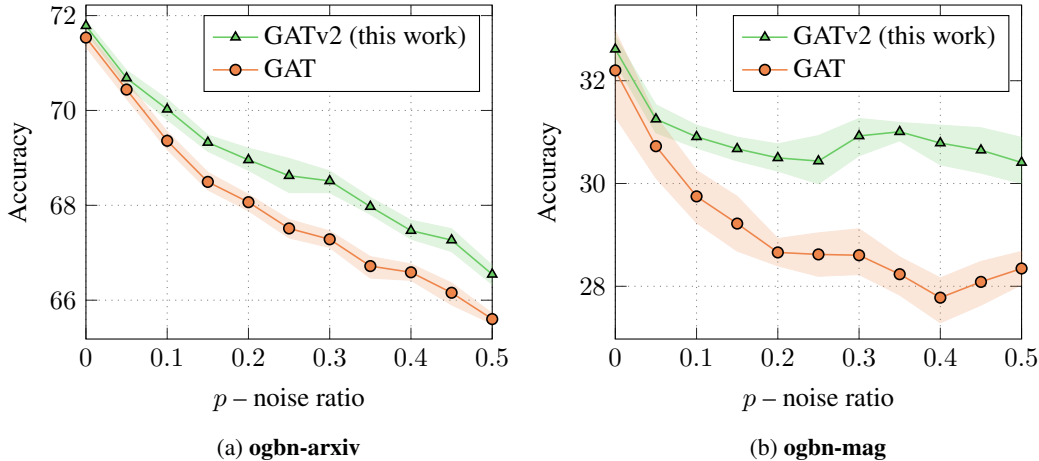 72
70
68
66
Accuracy
GATv2 (this work)
GAT
0
0.1
0.2
0.3
0.4
0.5
p – noise ratio
(a) ogbn-arxiv
32
30
28
Accuracy
GATv2 (this work)
GAT
0
0.1
0.2
0.3
0.4
0.5
p – noise ratio
(b) ogbn-mag